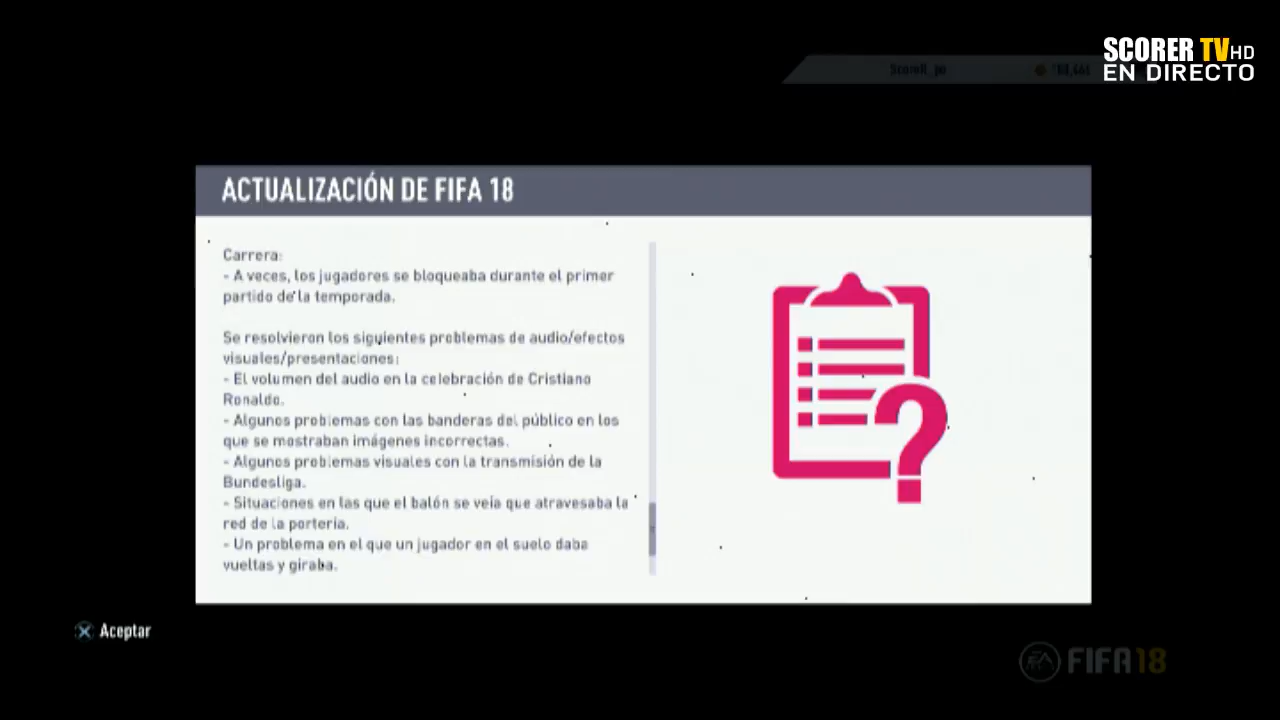 SCORER TV HD
EN DIRECTO
ACTUALIZACIÓN DE FIFA 18
Carrera:
- A veces, los jugadores se bloqueaba durante el primer
partido de la temporada.
Se resolvieron los siguientes problemas de audio/efectos
visuales/presentaciones:
- El volumen del audio en la celebración de Cristiano
Ronaldo.
- Algunos problemas con las banderas del público en los
que se mostraban imágenes incorrectas.
- Algunos problemas visuales con la transmisión de la
Bundesliga.
- Situaciones en las que el balón se veía que atravesaba la
red de la portería.
- Un problema en el que un jugador en el suelo daba
vueltas y giraba.
?
Aceptar
EA FIFA 18